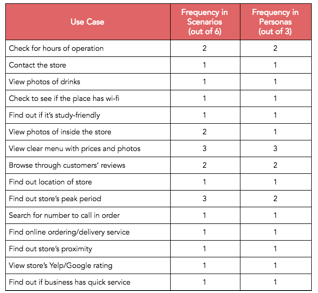 Use Case Frequency in Scenarios (out of 6) Frequency in Personas (out of 3)
Check for hours of operation 2 2
Contact the store 1 1
View photos of drinks 1 1
Check to see if the place has wi-fi 1 1
Find out if it's study-friendly 1 1
View photos of inside the store 2 1
View clear menu with prices and photos 3 3
Browse through customers' reviews 2 2
Find out location of store 1 1
Find out store's peak period 3 2
Search for number to call in order 1 1
Find online ordering/delivery service 1 1
Find out store's proximity 1 1
View store's Yelp/Google rating 1 1
Find out if business has quick service 1 1